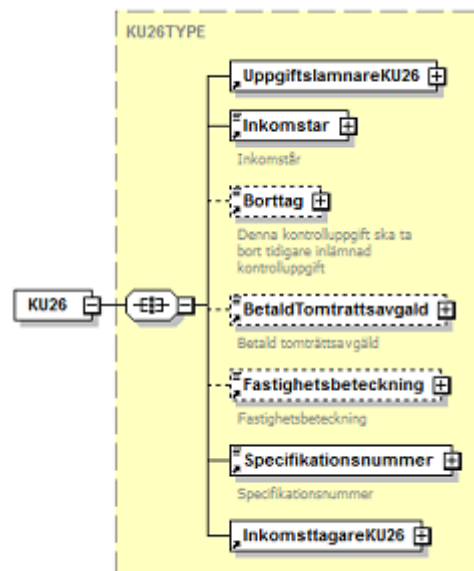 KU26TYPE
UppgiftslamnareKU26
Inkomstar
Inkomstår
Borttag
Denna kontrolluppgift ska ta
bort tidigare inlämnad
kontrolluppgift
KU26
BetaldTomtrattsavgald
Betald tomträttsavgäld
Fastighetsbeteckning
Fastighetsbeteckning
Specifikationsnummer
Specifikationsnummer
InkomsttagareKU26